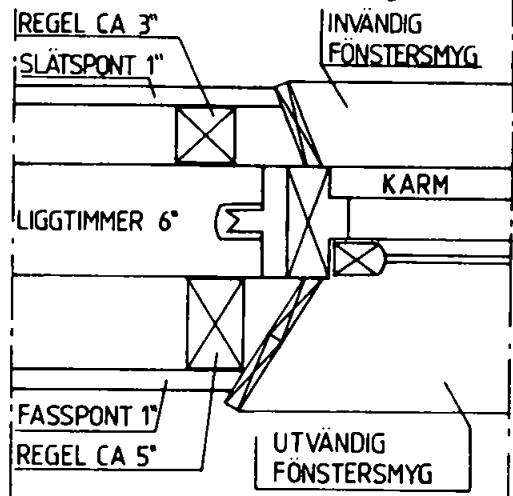 REGEL CA 3"
SLÄTSPONT 1"
INVÄNDIG
FÖNSTERSMYG
KARM
LIGGTIMMER 6"
FASSPONT 1"
REGEL CA 5"
UTVÄNDIG
FÖNSTERSMYG